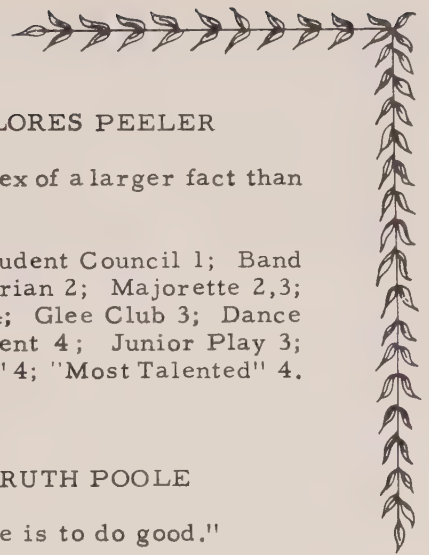 LORES PEELER
ex of a larger fact than
udent Council 1; Band
rian 2; Majorette 2,3;
; Glee Club 3; Dance
ent 4; Junior Play 3;
" 4; "Most Talented" 4.
RUTH POOLE
e is to do good."